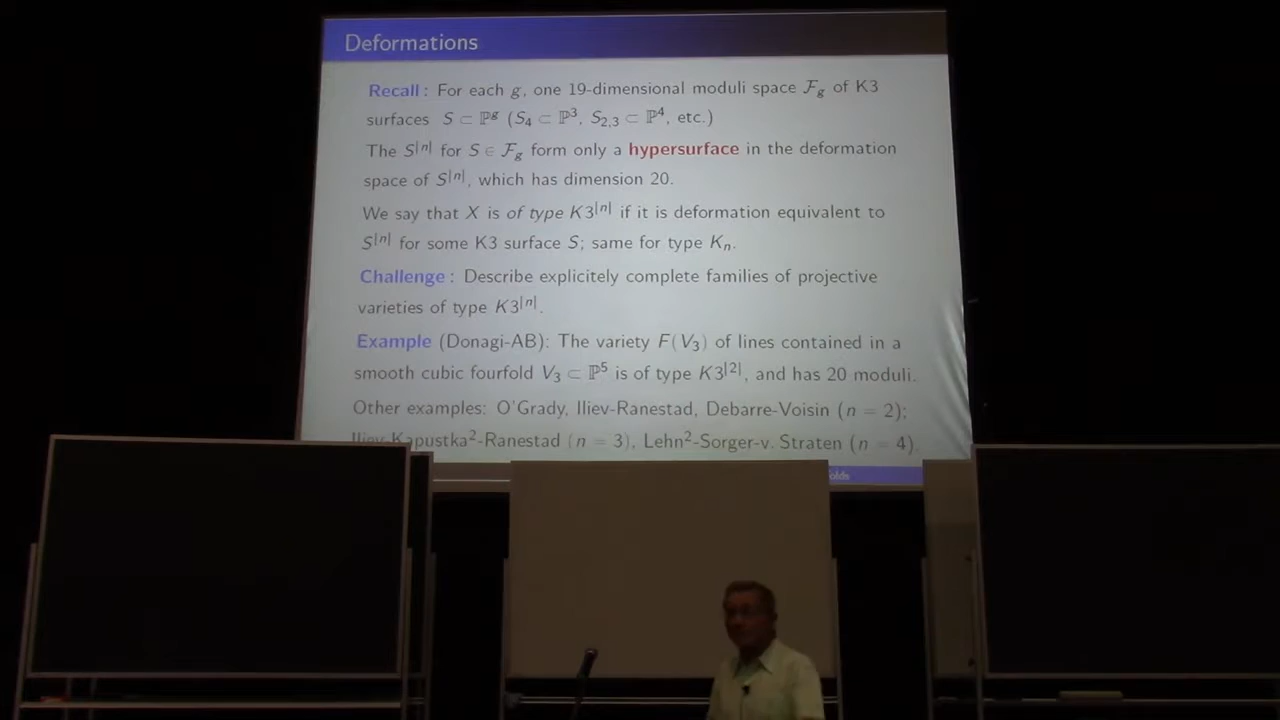 Deformations
Recall : For each g, one 19-dimensional moduli space 𝓕_g of K3
surfaces S ⊂ ℙ^g (S_4 ⊂ ℙ^3, S_{2,3} ⊂ ℙ^4, etc.)
The S^[n] for S ∈ 𝓕_g form only a hypersurface in the deformation
space of S^[n], which has dimension 20.
We say that X is of type K3^[n] if it is deformation equivalent to
S^[n] for some K3 surface S; same for type K_n.
Challenge : Describe explicitely complete families of projective
varieties of type K3^[n].
Example (Donagi-AB): The variety F(V_3) of lines contained in a
smooth cubic fourfold V_3 ⊂ ℙ^5 is of type K3^[2], and has 20 moduli.
Other examples: O'Grady, Iliev-Ranestad, Debarre-Voisin (n = 2);
Iliev-Kapustka^2-Ranestad (n = 3), Lehn^2-Sorger-v. Straten (n = 4).